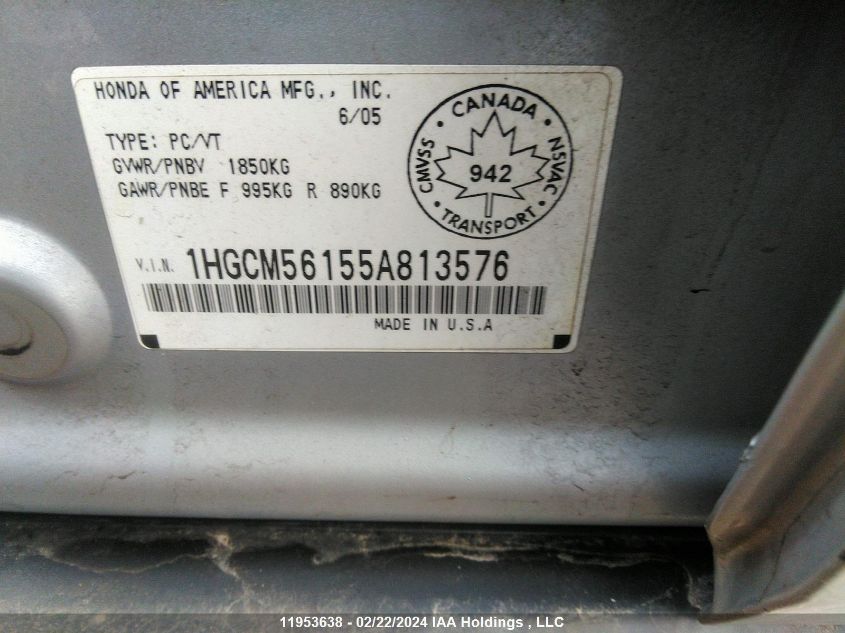 HONDA OF AMERICA MFG., INC.
6/05
TYPE: PC/VT
GVWR/PNBV 1850KG
GAWR/PNBE F 995KG R 890KG
• CANADA •
CMVSS
942
NSVAC
• TRANSPORT •
V.I.N. 1HGCM56155A813576
MADE IN U.S.A
11953638 - 02/22/2024 IAA Holdings , LLC